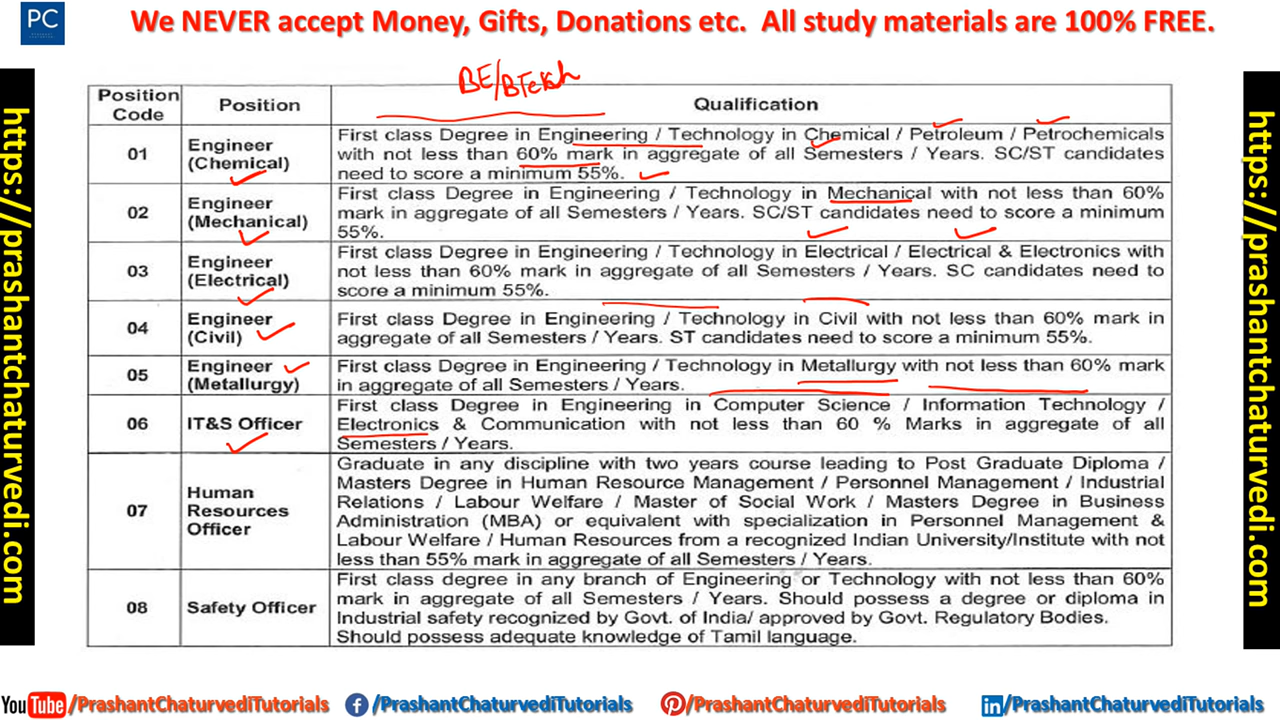 PC
We NEVER accept Money, Gifts, Donations etc. All study materials are 100% FREE.
https://prashantchaturvedi.com
BE/BTech
Position Code
Position
Qualification
01
Engineer
(Chemical)
First class Degree in Engineering / Technology in Chemical / Petroleum / Petrochemicals
with not less than 60% mark in aggregate of all Semesters / Years. SC/ST candidates
need to score a minimum 55%.
02
Engineer
(Mechanical)
First class Degree in Engineering / Technology in Mechanical with not less than 60%
mark in aggregate of all Semesters / Years. SC/ST candidates need to score a minimum
55%.
03
Engineer
(Electrical)
First class Degree in Engineering / Technology in Electrical / Electrical & Electronics with
not less than 60% mark in aggregate of all Semesters / Years. SC candidates need to
score a minimum 55%.
04
Engineer
(Civil)
First class Degree in Engineering / Technology in Civil with not less than 60% mark in
aggregate of all Semesters / Years. ST candidates need to score a minimum 55%.
05
Engineer
(Metallurgy)
First class Degree in Engineering / Technology in Metallurgy with not less than 60% mark
in aggregate of all Semesters / Years.
06
IT&S Officer
First class Degree in Engineering in Computer Science / Information Technology /
Electronics & Communication with not less than 60 % Marks in aggregate of all
Semesters / Years.
07
Human
Resources
Officer
Graduate in any discipline with two years course leading to Post Graduate Diploma /
Masters Degree in Human Resource Management / Personnel Management / Industrial
Relations / Labour Welfare / Master of Social Work / Masters Degree in Business
Administration (MBA) or equivalent with specialization in Personnel Management &
Labour Welfare / Human Resources from a recognized Indian University/Institute with not
less than 55% mark in aggregate of all Semesters / Years.
08
Safety Officer
First class degree in any branch of Engineering or Technology with not less than 60%
mark in aggregate of all Semesters / Years. Should possess a degree or diploma in
Industrial safety recognized by Govt. of India/ approved by Govt. Regulatory Bodies.
Should possess adequate knowledge of Tamil language.
https://prashantchaturvedi.com
YouTube/PrashantChaturvediTutorials f/PrashantChaturvediTutorials /PrashantChaturvediTutorials in/PrashantChaturvediTutorials